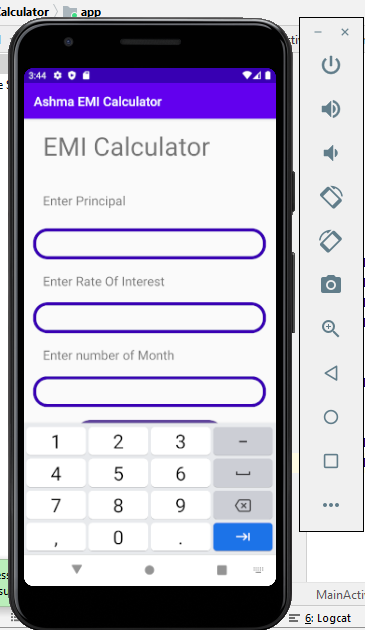 Calculator
app
3:44
Ashma EMI Calculator
EMI Calculator
Enter Principal
Enter Rate Of Interest
Enter number of Month
1 2 3 -
4 5 6
7 8 9
, 0 .
MainActi
6: Logcat